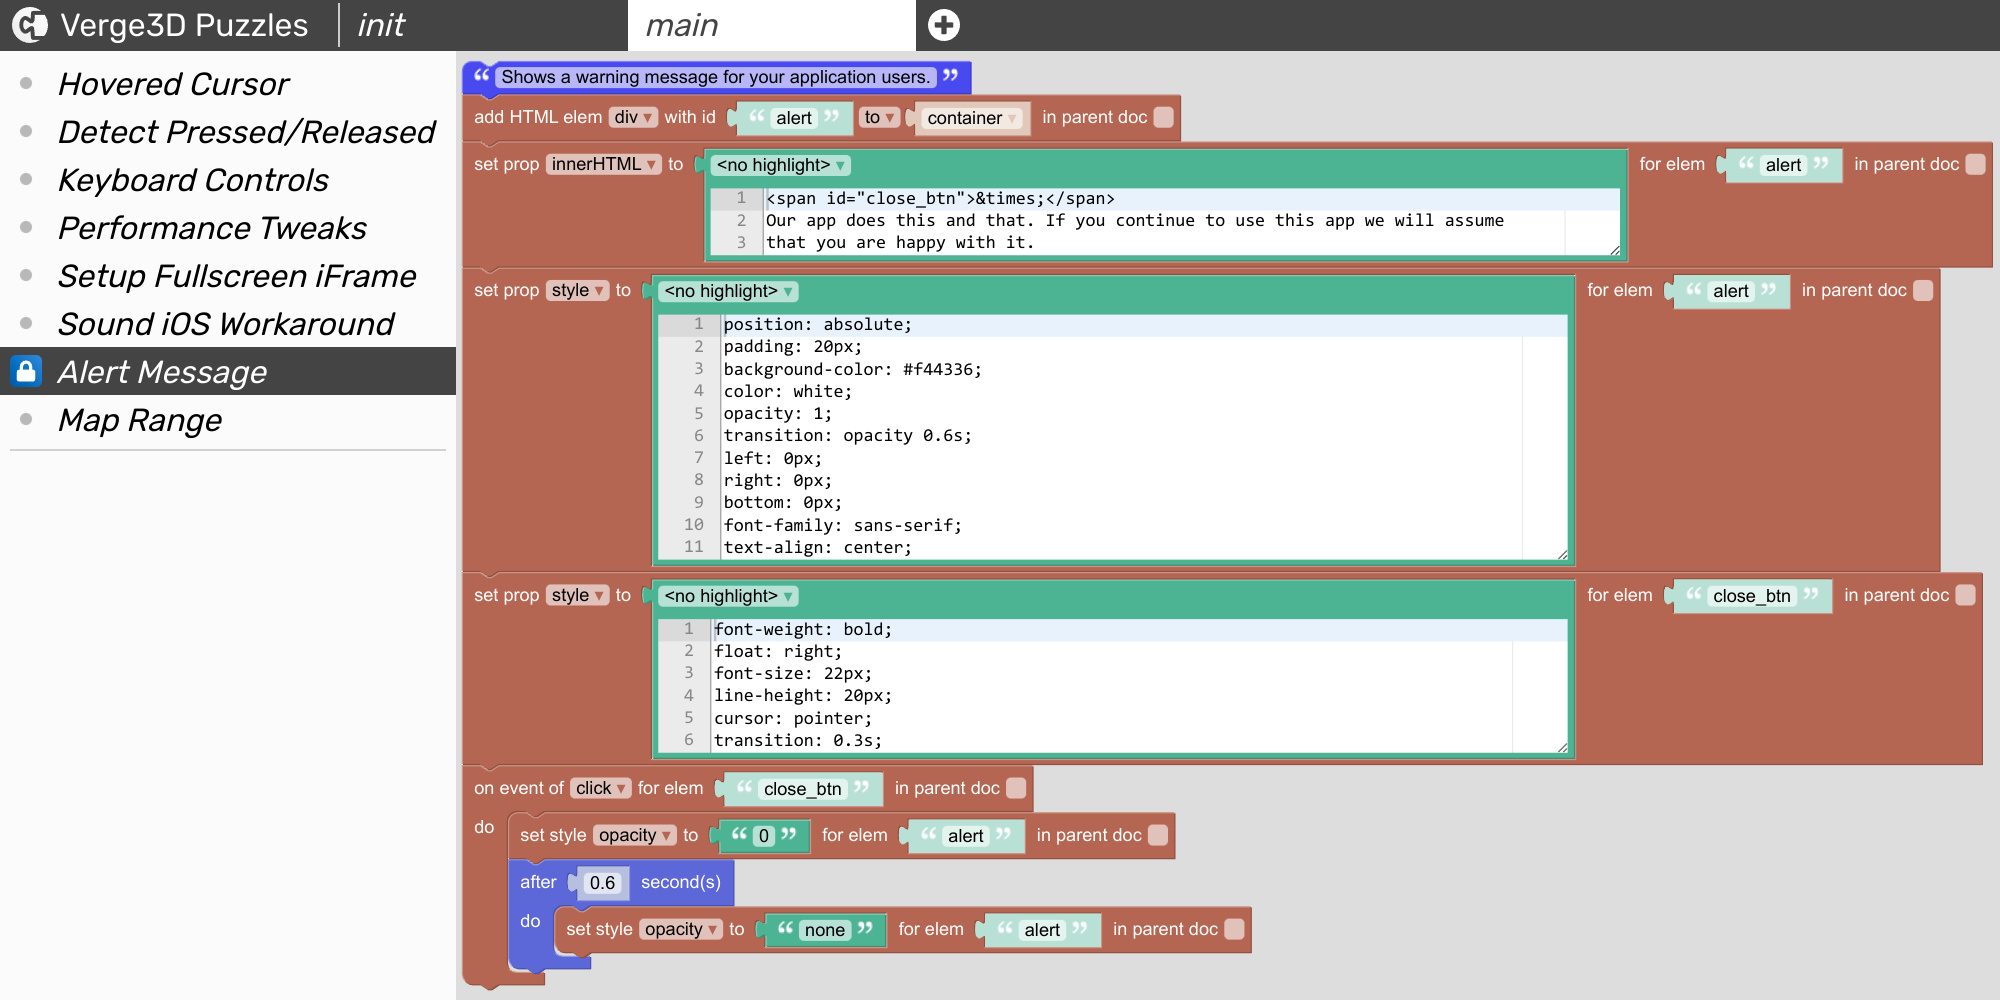 Verge3D Puzzles init main
Hovered Cursor
Detect Pressed/Released
Keyboard Controls
Performance Tweaks
Setup Fullscreen iFrame
Sound iOS Workaround
Alert Message
Map Range
“ Shows a warning message for your application users. ”
add HTML elem div ▾ with id “ alert ” to ▾ container ▾ in parent doc
set prop innerHTML ▾ to <no highlight> ▾ for elem “ alert ” in parent doc
1 <span id="close_btn">&times;</span>
2 Our app does this and that. If you continue to use this app we will assume
3 that you are happy with it.
set prop style ▾ to <no highlight> ▾ for elem “ alert ” in parent doc
1 position: absolute;
2 padding: 20px;
3 background-color: #f44336;
4 color: white;
5 opacity: 1;
6 transition: opacity 0.6s;
7 left: 0px;
8 right: 0px;
9 bottom: 0px;
10 font-family: sans-serif;
11 text-align: center;
set prop style ▾ to <no highlight> ▾ for elem “ close_btn ” in parent doc
1 font-weight: bold;
2 float: right;
3 font-size: 22px;
4 line-height: 20px;
5 cursor: pointer;
6 transition: 0.3s;
on event of click ▾ for elem “ close_btn ” in parent doc
do set style opacity ▾ to “ 0 ” for elem “ alert ” in parent doc
after 0.6 second(s)
do set style opacity ▾ to “ none ” for elem “ alert ” in parent doc